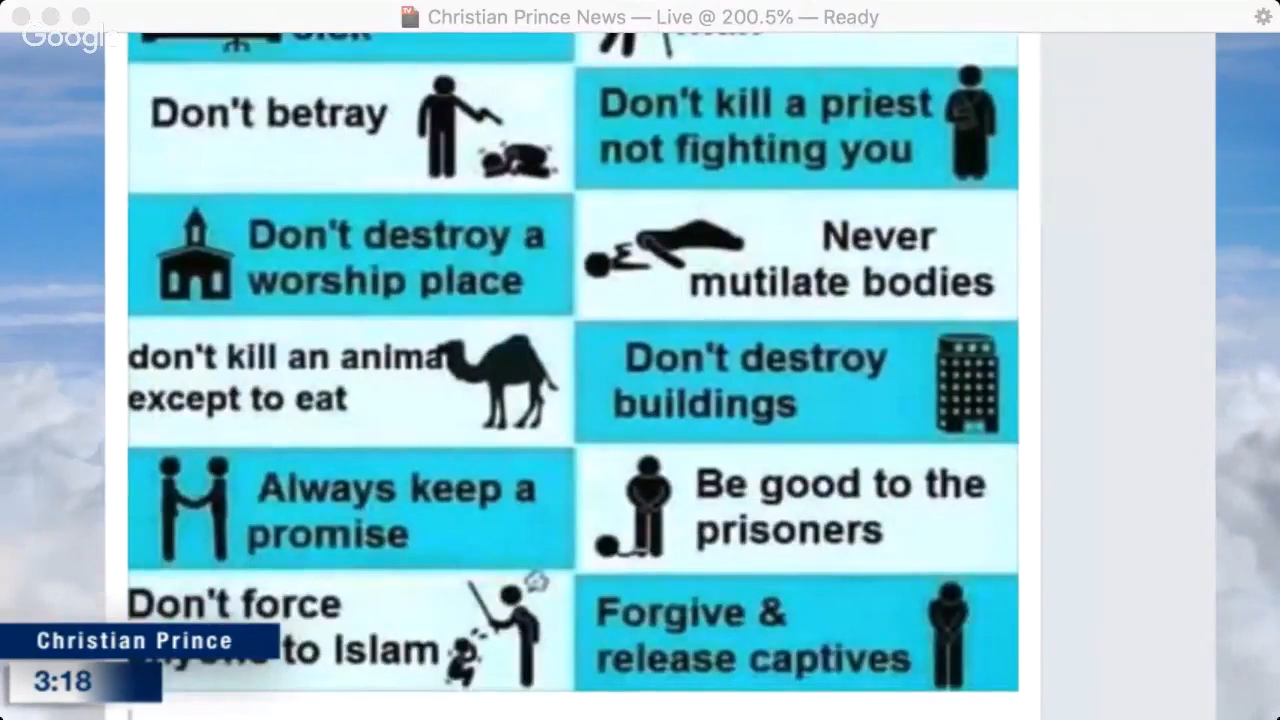 Christian Prince News — Live @ 200.5% — Ready
Google
Don't betray
Don't kill a priest
not fighting you
Don't destroy a
worship place
Never
mutilate bodies
don't kill an anima
except to eat
Don't destroy
buildings
Always keep a
promise
Be good to the
prisoners
Don't force
to Islam
Forgive &
release captives
Christian Prince
3:18